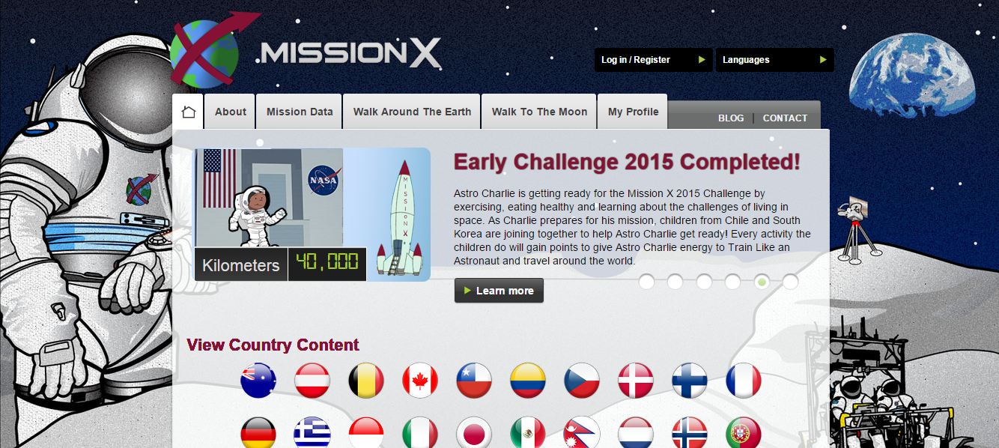 .MISSION X
Log in / Register
Languages
About
Mission Data
Walk Around The Earth
Walk To The Moon
My Profile
BLOG
CONTACT
NASA
MISSION X
Kilometers
40,000
Early Challenge 2015 Completed!
Astro Charlie is getting ready for the Mission X 2015 Challenge by
exercising, eating healthy and learning about the challenges of living in
space. As Charlie prepares for his mission, children from Chile and South
Korea are joining together to help Astro Charlie get ready! Every activity the
children do will gain points to give Astro Charlie energy to Train Like an
Astronaut and travel around the world.
Learn more
View Country Content